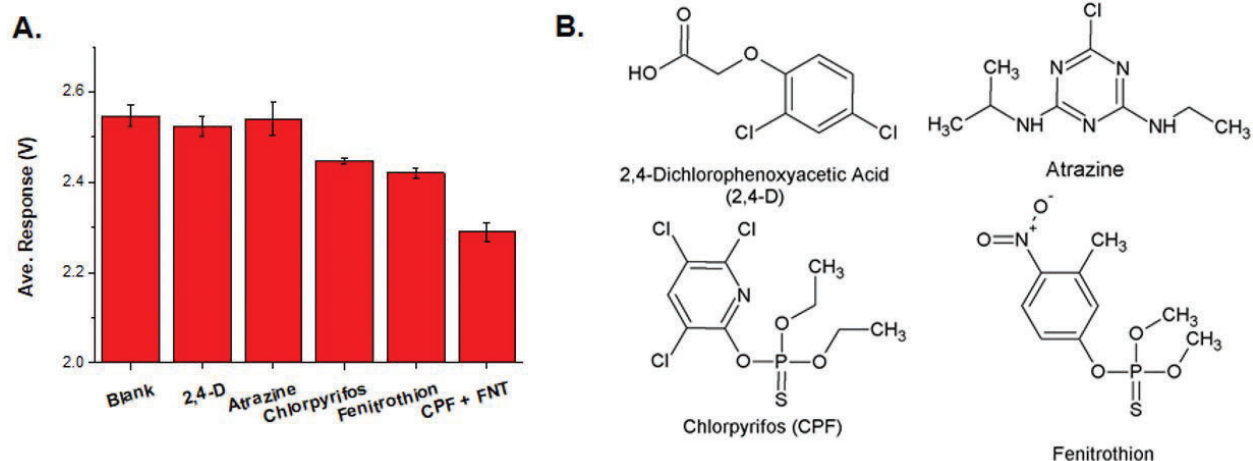 A.
Ave. Response (V)
2.6
2.4
2.2
2.0
Blank
2,4-D
Atrazine
Chlorpyrifos
Fenitrothion
CPF + FNT
B.
O
HO
O
Cl
Cl
2,4-Dichlorophenoxyacetic Acid
(2,4-D)
Cl
N
N
N
CH3
H3C
NH
NH
CH3
Atrazine
Cl
Cl
Cl
N
CH3
O
CH3
O
P
O
S
Chlorpyrifos (CPF)
O-
O
N+
CH3
CH3
O
CH3
O
P
O
S
Fenitrothion